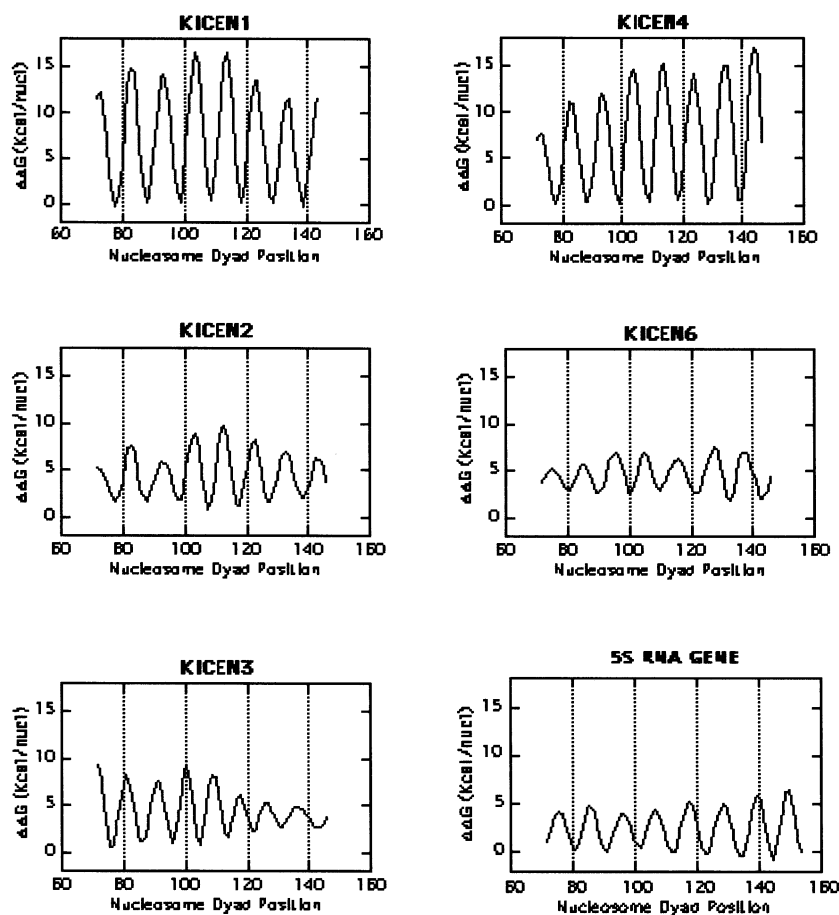 KICEN1
ΔΔG (Kcal/nucl)
15
10
5
0
60 80 100 120 140 160
Nucleosome Dyad Position
KICEN4
ΔΔG (Kcal/nucl)
15
10
5
0
60 80 100 120 140 160
Nucleosome Dyad Position
KICEN2
ΔΔG (Kcal/nucl)
15
10
5
0
60 80 100 120 140 160
Nucleosome Dyad Position
KICEN6
ΔΔG (Kcal/nucl)
15
10
5
0
60 80 100 120 140 160
Nucleosome Dyad Position
KICEN3
ΔΔG (Kcal/nucl)
15
10
5
0
60 80 100 120 140 160
Nucleosome Dyad Position
5S RNA GENE
ΔΔG (Kcal/nucl)
15
10
5
0
60 80 100 120 140 160
Nucleosome Dyad Position